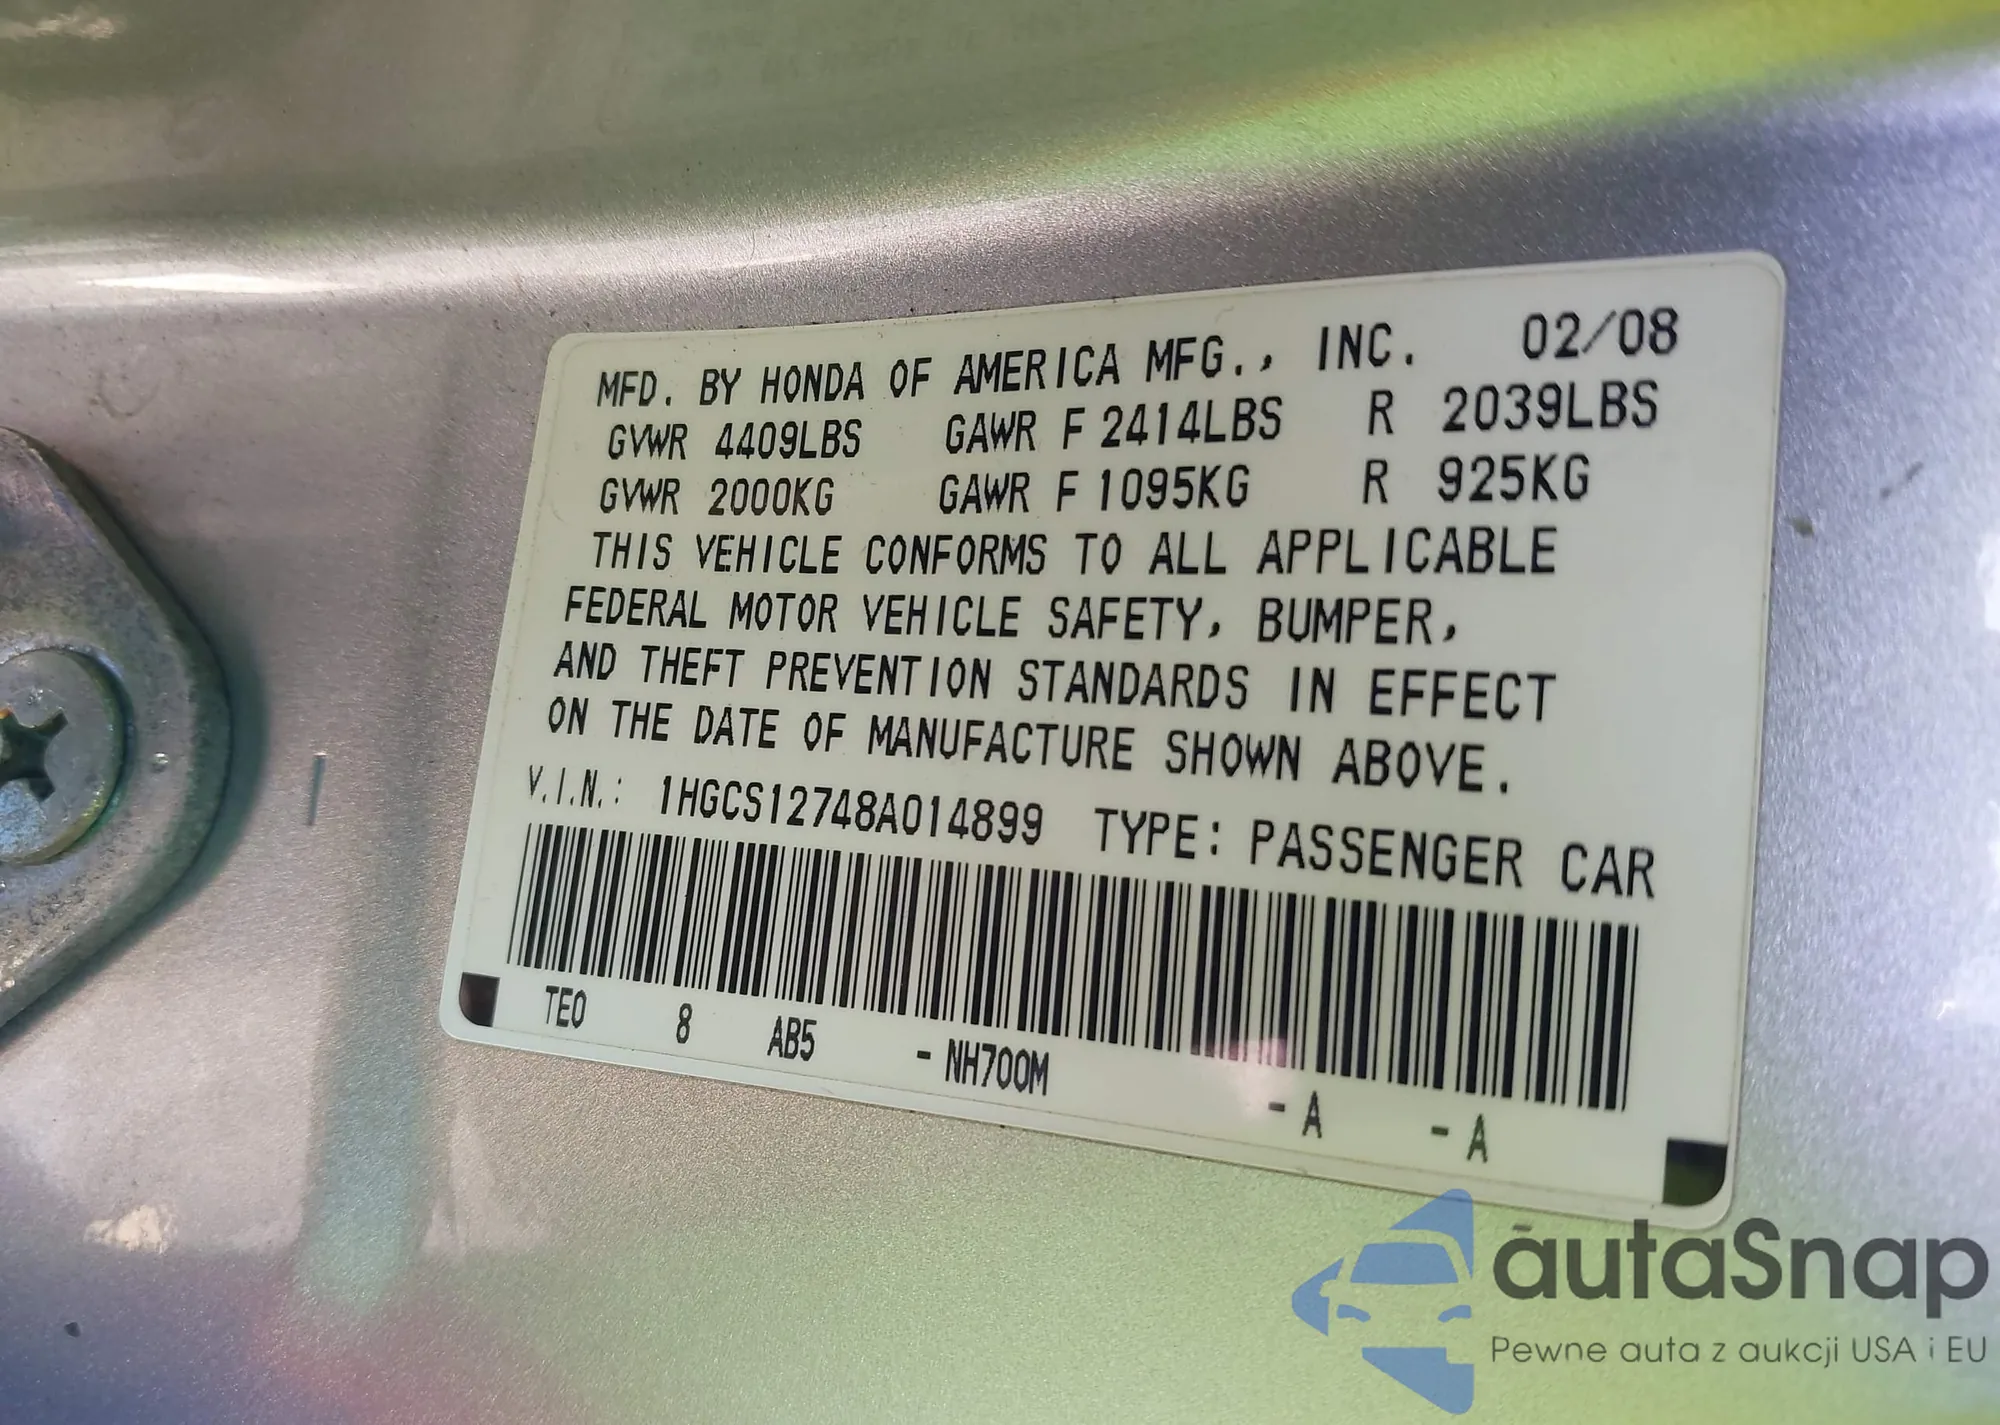 MFD. BY HONDA OF AMERICA MFG., INC. 02/08
GVWR 4409LBS GAWR F 2414LBS R 2039LBS
GVWR 2000KG GAWR F 1095KG R 925KG
THIS VEHICLE CONFORMS TO ALL APPLICABLE
FEDERAL MOTOR VEHICLE SAFETY, BUMPER,
AND THEFT PREVENTION STANDARDS IN EFFECT
ON THE DATE OF MANUFACTURE SHOWN ABOVE.
V.I.N.: 1HGCS12748A014899 TYPE: PASSENGER CAR
TE0 8 AB5 - NH700M - A - A
āutaSnap
Pewne auta z aukcji USA i EU